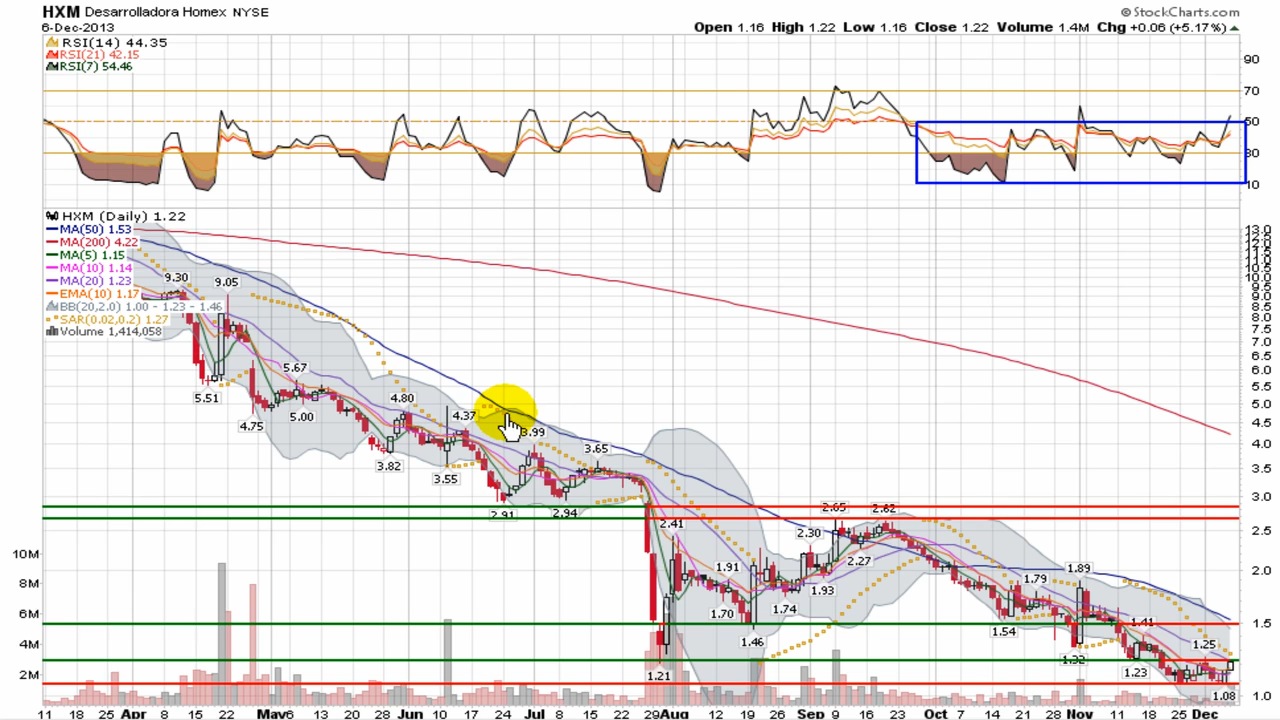 HXM Desarrolladora Homex NYSE
© StockCharts.com
6-Dec-2013
Open 1.16 High 1.22 Low 1.16 Close 1.22 Volume 1.4M Chg +0.06 (+5.17%)
RSI(14) 44.35
RSI(21) 42.15
RSI(7) 54.46
90
70
50
30
10
HXM (Daily) 1.22
MA(50) 1.53
MA(200) 4.22
MA(5) 1.15
MA(10) 1.14
MA(20) 1.23
EMA(10) 1.17
BB(20,2.0) 1.00 - 1.23 - 1.46
SAR(0.02,0.2) 1.27
Volume 1,414,058
9.30
9.05
5.51
4.75
5.67
5.00
3.82
4.80
3.55
4.37
2.91
3.99
2.94
3.65
1.21
2.41
1.70
1.91
1.46
1.74
2.30
1.93
2.65
2.27
2.62
1.54
1.79
1.32
1.89
1.23
1.41
1.25
1.08
13.0
9.5
9.0
8.5
8.0
7.5
7.0
6.5
6.0
5.5
5.0
4.5
4.0
3.5
3.0
2.5
2.0
1.5
1.0
10M
8M
6M
4M
2M
11 18 25 Apr 8 15 22 May 6 13 20 Jun 10 17 24 Jul 8 15 22 29 Aug 12 19 26 Sep 9 16 23 Oct 7 14 21 28 Nov 11 18 25 Dec